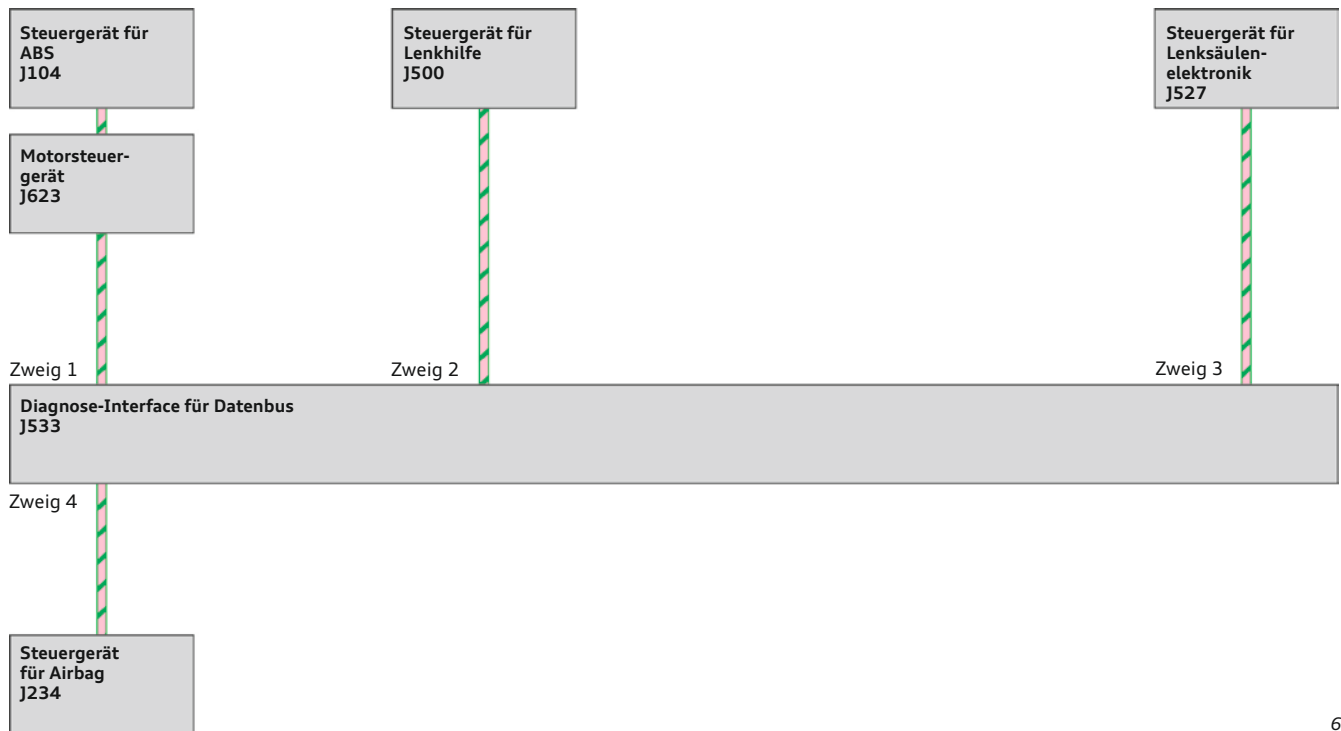 Steuergerät für
ABS
J104
Steuergerät für
Lenkhilfe
J500
Steuergerät für
Lenksäulen-
elektronik
J527
Motorsteuer-
gerät
J623
Zweig 1
Zweig 2
Zweig 3
Diagnose-Interface für Datenbus
J533
Zweig 4
Steuergerät
für Airbag
J234
6